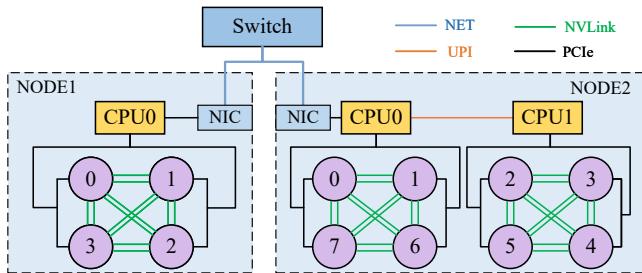 Switch
NET
NVLink
UPI
PCIe
NODE1
NODE2
CPU0
NIC
NIC
CPU0
CPU1
0
1
0
1
2
3
3
2
7
6
5
4